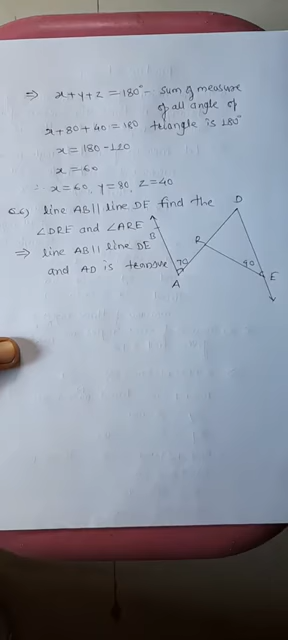 ⇒ x+y+z = 180° - sum of measure
of all angle of
x+80+40 = 180 triangle is 180°
x = 180 - 120
x = 60
∴ x=60, y=80, z=40
line AB || line DE find the
∠DRE and ∠ARE
⇒ line AB || line DE
and AD is
D
B
R
70
40
E
A